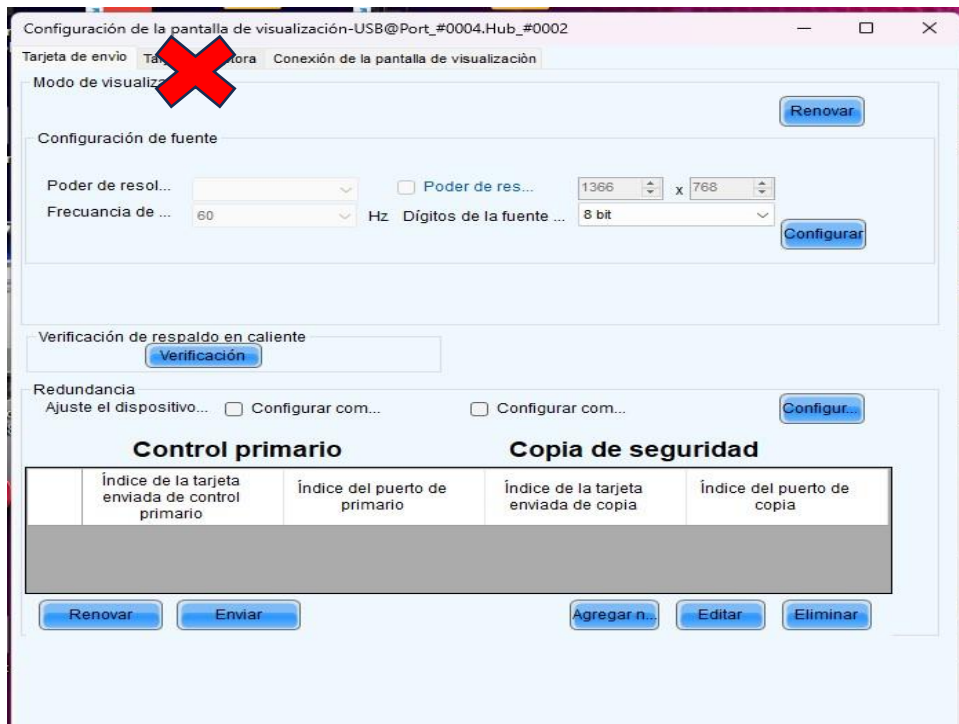 Configuración de la pantalla de visualización-USB@Port_#0004.Hub_#0002
Tarjeta de envìo Conexión de la pantalla de visualizaciòn
Modo de
Renovar
Configuración de fuente
Poder de resol... Poder de res... 1366 x 768
Frecuancia de ... 60 Hz Dígitos de la fuente ... 8 bit
Configurar
Verificación de respaldo en caliente
Verificación
Redundancia
Ajuste el dispositivo... Configurar com... Configurar com... Configur...
Control primario Copia de seguridad
Índice de la tarjeta enviada de control primario
Índice del puerto de primario
Índice de la tarjeta enviada de copia
Índice del puerto de copia
Renovar Enviar Agregar n... Editar Eliminar